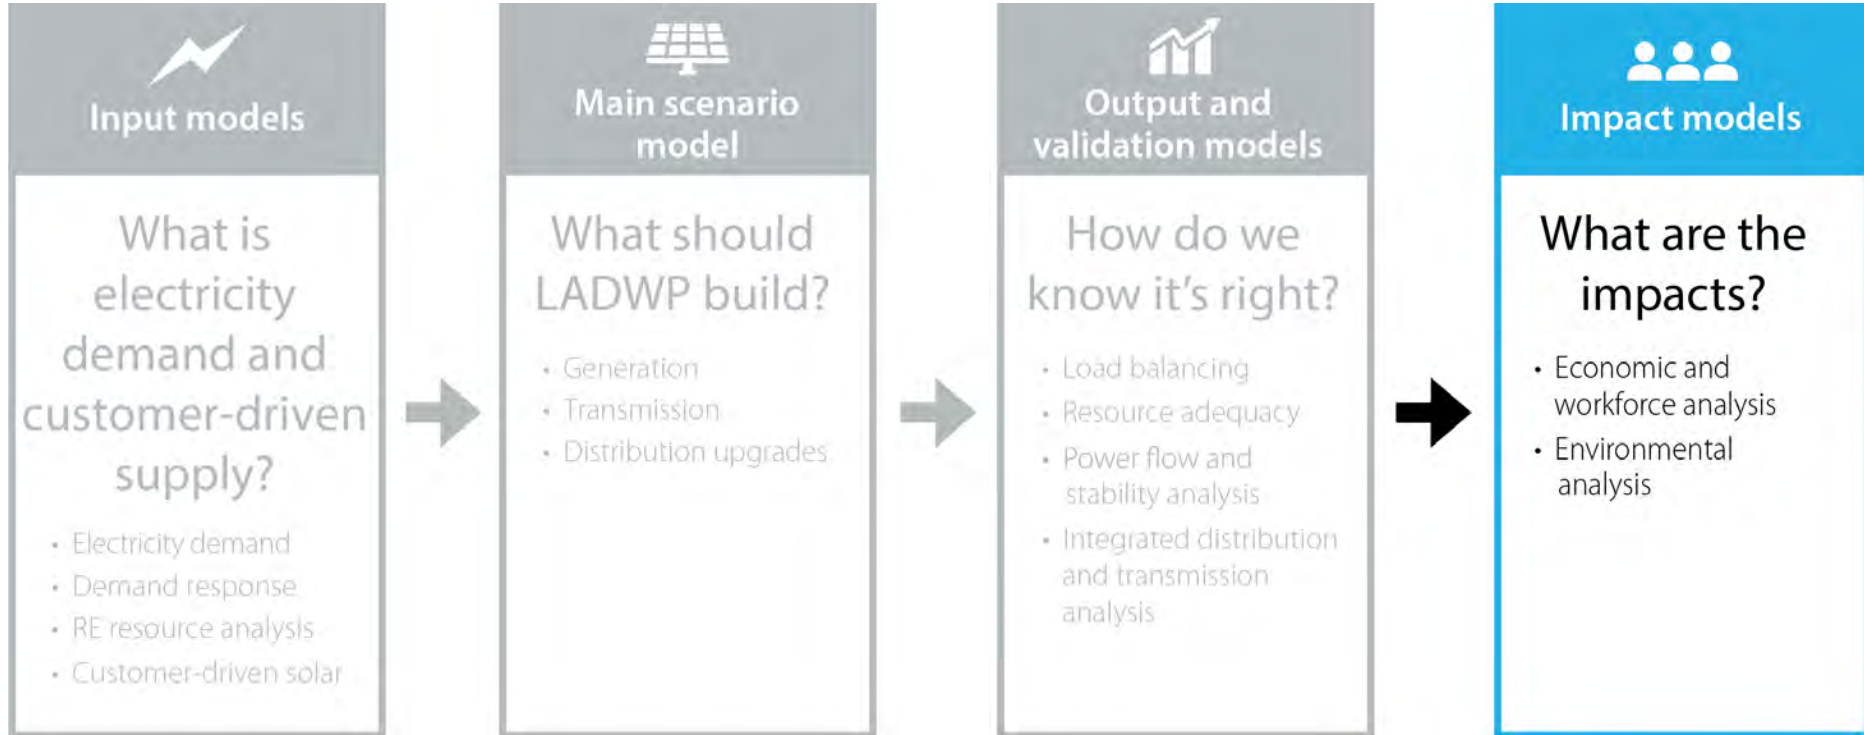 Input models
What is
electricity
demand and
customer-driven
supply?
• Electricity demand
• Demand response
• RE resource analysis
• Customer-driven solar
Main scenario
model
What should
LADWP build?
• Generation
• Transmission
• Distribution upgrades
Output and
validation models
How do we
know it's right?
• Load balancing
• Resource adequacy
• Power flow and
stability analysis
• Integrated distribution
and transmission
analysis
Impact models
What are the
impacts?
• Economic and
workforce analysis
• Environmental
analysis